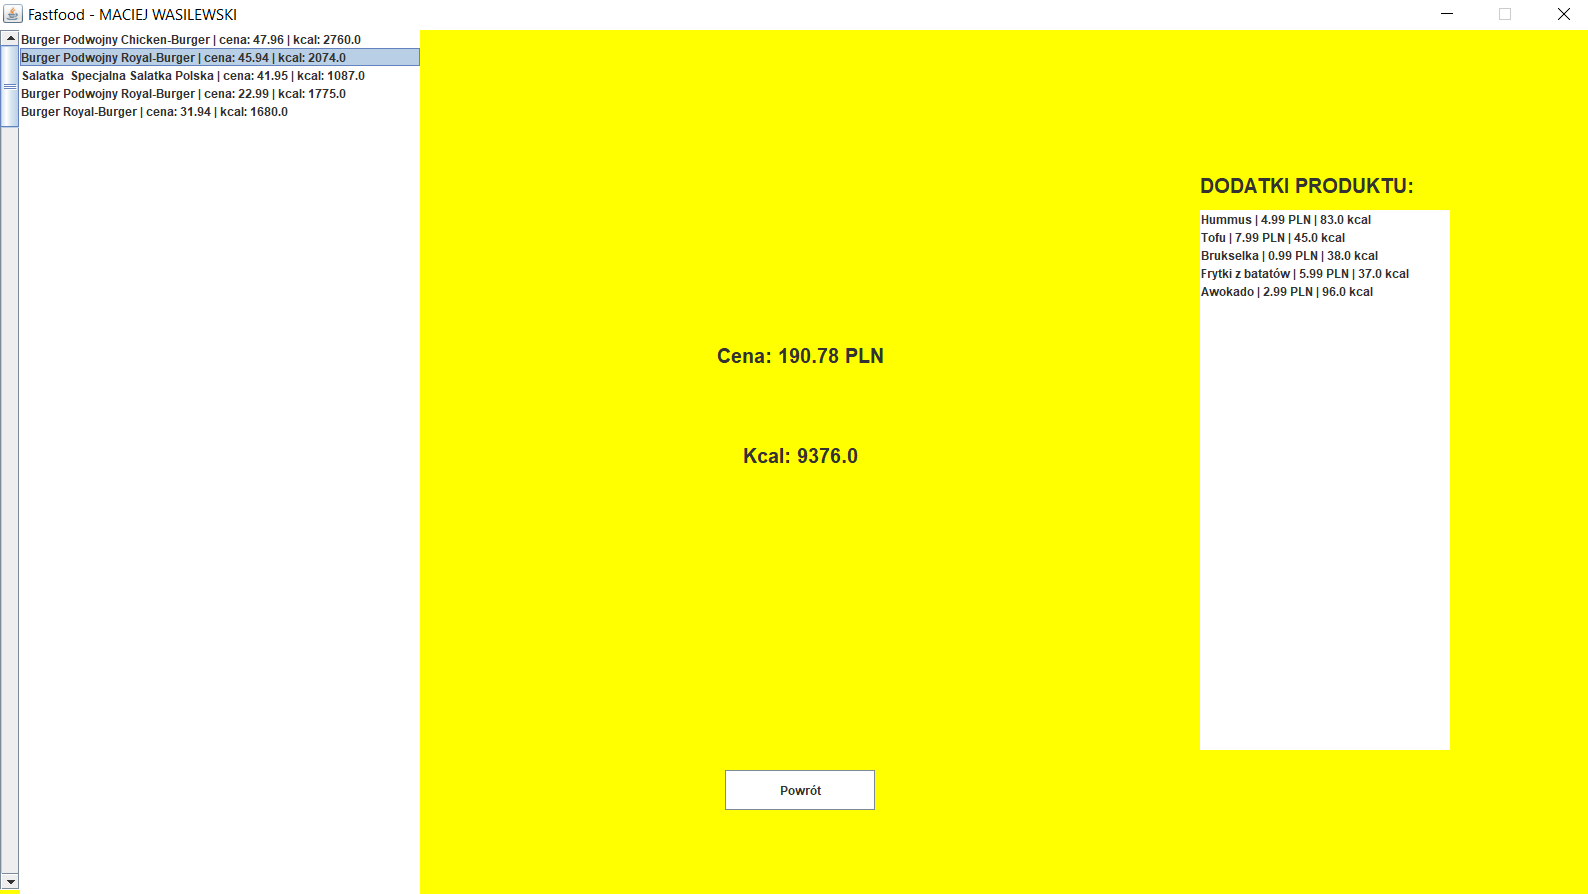 Fastfood - MACIEJ WASILEWSKI
Burger Podwojny Chicken-Burger | cena: 47.96 | kcal: 2760.0
Burger Podwojny Royal-Burger | cena: 45.94 | kcal: 2074.0
Salatka  Specjalna Salatka Polska | cena: 41.95 | kcal: 1087.0
Burger Podwojny Royal-Burger | cena: 22.99 | kcal: 1775.0
Burger Royal-Burger | cena: 31.94 | kcal: 1680.0
Cena: 190.78 PLN
Kcal: 9376.0
Powrót
DODATKI PRODUKTU:
Hummus | 4.99 PLN | 83.0 kcal
Tofu | 7.99 PLN | 45.0 kcal
Brukselka | 0.99 PLN | 38.0 kcal
Frytki z batatów | 5.99 PLN | 37.0 kcal
Awokado | 2.99 PLN | 96.0 kcal